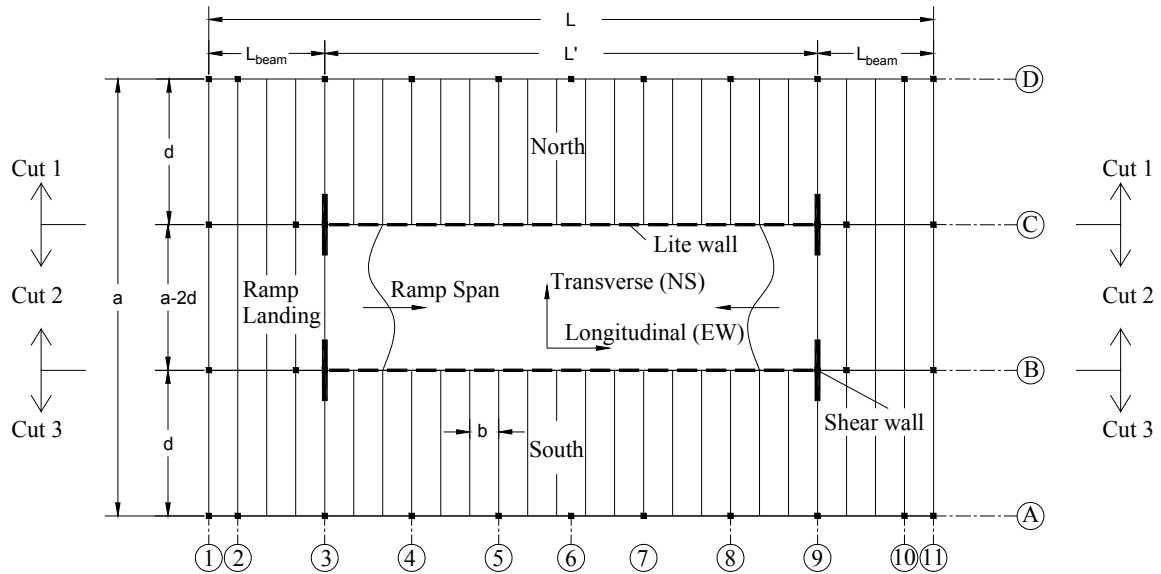 L
L_beam
L'
L_beam
D
Cut 1
d
North
Cut 1
C
Lite wall
Cut 2
a
a-2d
Ramp
Landing
Ramp Span
Transverse (NS)
Longitudinal (EW)
Cut 2
B
Cut 3
d
b
South
Shear wall
Cut 3
A
1 2 3 4 5 6 7 8 9 10 11